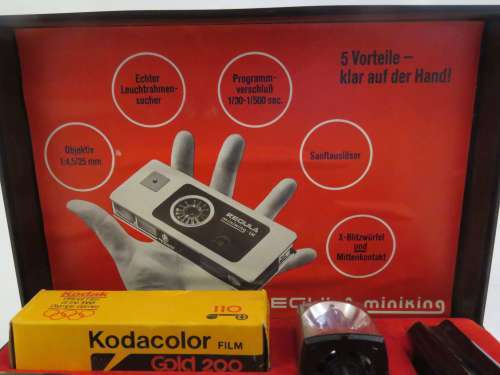 5 Vorteile –
klar auf der Hand!
Echter
Leuchtrahmen-
sucher
Programm-
verschluß
1/30-1/500 sec.
Objektiv
1:4,5/25 mm
Sanftauslöser
X-Blitzwürfel
und
Mittenkontakt
REGULA
minixing
Kodak
110
Kodacolor FILM
Gold 200